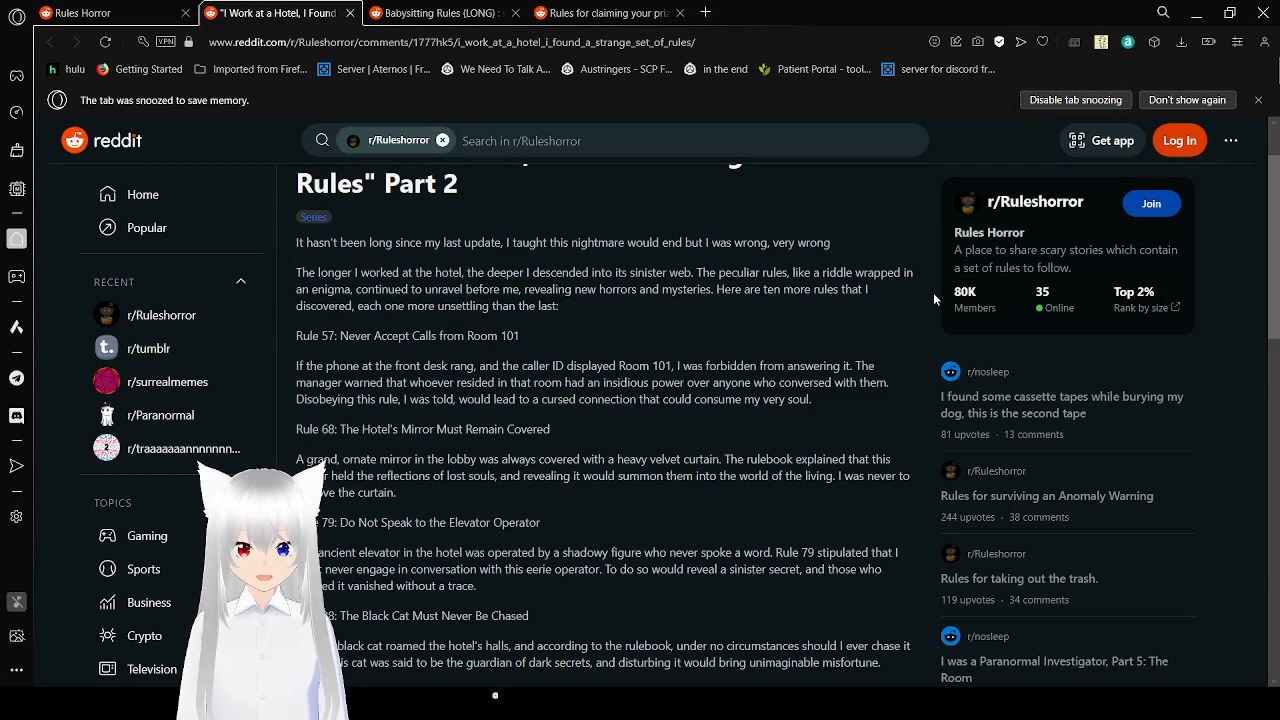 Rules Horror
"I Work at a Hotel, I Found
Babysitting Rules (LONG) :
Rules for claiming your pri
VPN
www.reddit.com/r/Ruleshorror/comments/1777hk5/i_work_at_a_hotel_i_found_a_strange_set_of_rules/
hulu
Getting Started
Imported from Firef...
Server | Aternos | Fr...
We Need To Talk A...
Austringers - SCP F...
in the end
Patient Portal - tool...
server for discord fr...
The tab was snoozed to save memory.
Disable tab snoozing
Don't show again
reddit
r/Ruleshorror
Search in r/Ruleshorror
Get app
Log In
Home
Popular
RECENT
r/Ruleshorror
r/tumblr
r/surrealmemes
r/Paranormal
r/traaaaaaannnnnnn...
TOPICS
Gaming
Sports
Business
Crypto
Television
Rules" Part 2
Series
It hasn't been long since my last update, I taught this nightmare would end but I was wrong, very wrong
The longer I worked at the hotel, the deeper I descended into its sinister web. The peculiar rules, like a riddle wrapped in
an enigma, continued to unravel before me, revealing new horrors and mysteries. Here are ten more rules that I
discovered, each one more unsettling than the last:
Rule 57: Never Accept Calls from Room 101
If the phone at the front desk rang, and the caller ID displayed Room 101, I was forbidden from answering it. The
manager warned that whoever resided in that room had an insidious power over anyone who conversed with them.
Disobeying this rule, I was told, would lead to a cursed connection that could consume my very soul.
Rule 68: The Hotel's Mirror Must Remain Covered
A grand, ornate mirror in the lobby was always covered with a heavy velvet curtain. The rulebook explained that this
held the reflections of lost souls, and revealing it would summon them into the world of the living. I was never to
the curtain.
79: Do Not Speak to the Elevator Operator
ancient elevator in the hotel was operated by a shadowy figure who never spoke a word. Rule 79 stipulated that I
never engage in conversation with this eerie operator. To do so would reveal a sinister secret, and those who
it vanished without a trace.
: The Black Cat Must Never Be Chased
black cat roamed the hotel's halls, and according to the rulebook, under no circumstances should I ever chase it
cat was said to be the guardian of dark secrets, and disturbing it would bring unimaginable misfortune.
r/Ruleshorror
Join
Rules Horror
A place to share scary stories which contain
a set of rules to follow.
80K
35
Top 2%
Members
Online
Rank by size
r/nosleep
I found some cassette tapes while burying my
dog, this is the second tape
81 upvotes · 13 comments
r/Ruleshorror
Rules for surviving an Anomaly Warning
244 upvotes · 38 comments
r/Ruleshorror
Rules for taking out the trash.
119 upvotes · 34 comments
r/nosleep
I was a Paranormal Investigator, Part 5: The
Room